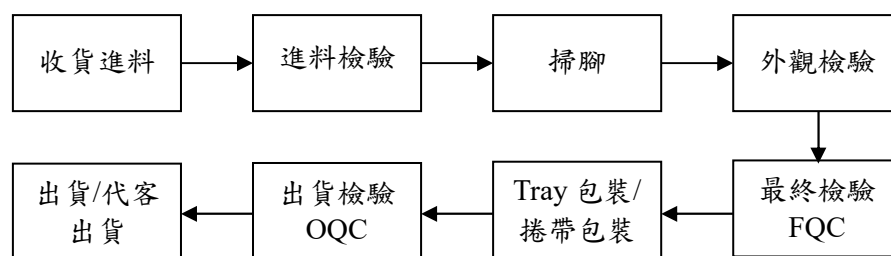 收貨進料
進料檢驗
掃腳
外觀檢驗
最終檢驗
FQC
Tray 包裝/
捲帶包裝
出貨檢驗
OQC
出貨/代客
出貨